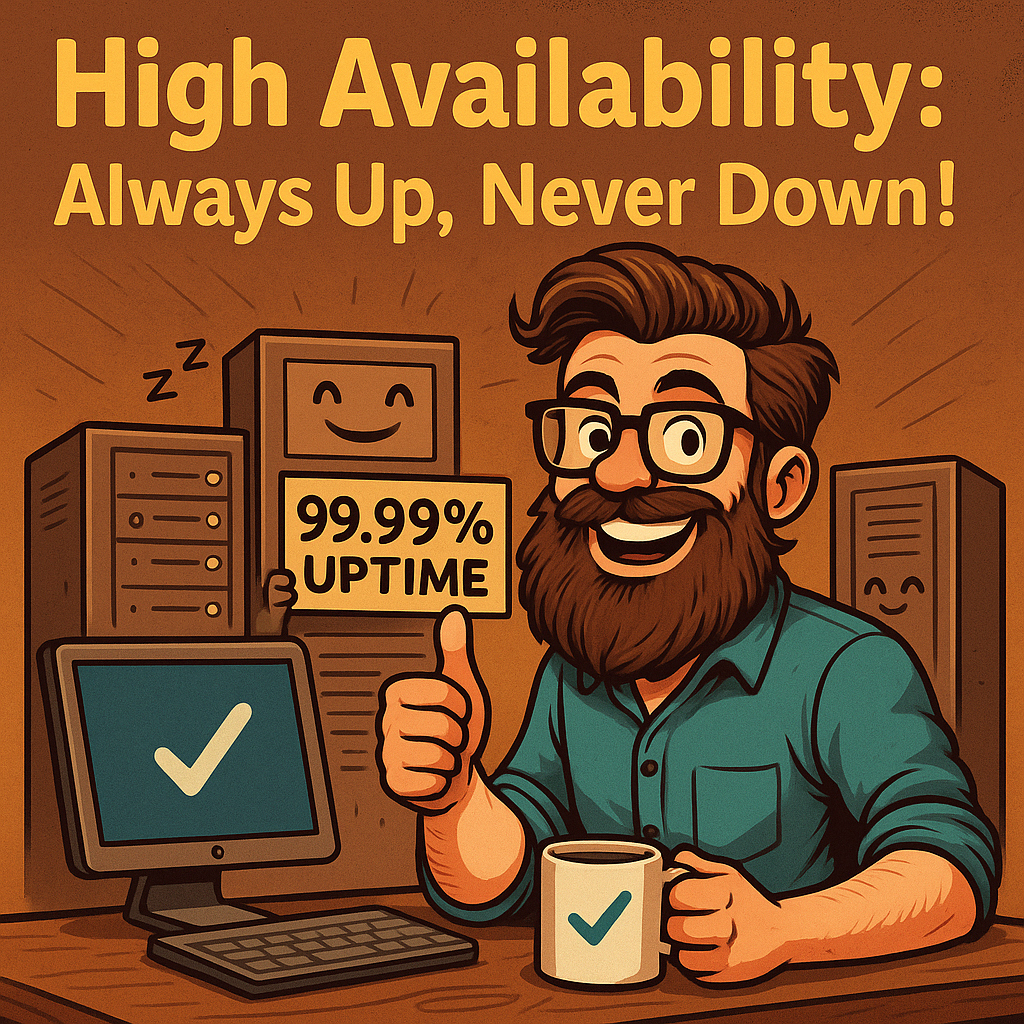 High Availability:
Always Up, Never Down!
z z
99.99%
UPTIME